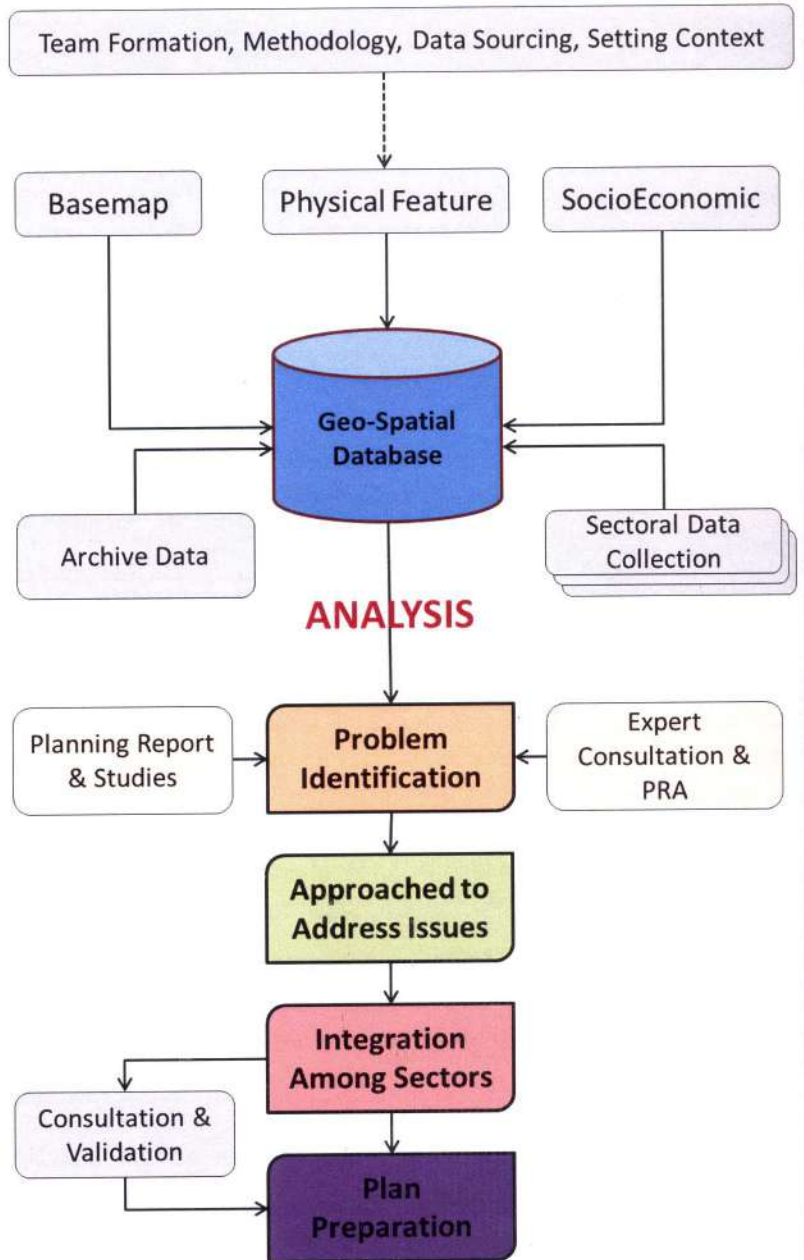 Team Formation, Methodology, Data Sourcing, Setting Context
Basemap
Physical Feature
SocioEconomic
Geo-Spatial
Database
Archive Data
Sectoral Data
Collection
ANALYSIS
Planning Report
& Studies
Problem
Identification
Expert
Consultation &
PRA
Approached to
Address Issues
Integration
Among Sectors
Consultation &
Validation
Plan
Preparation